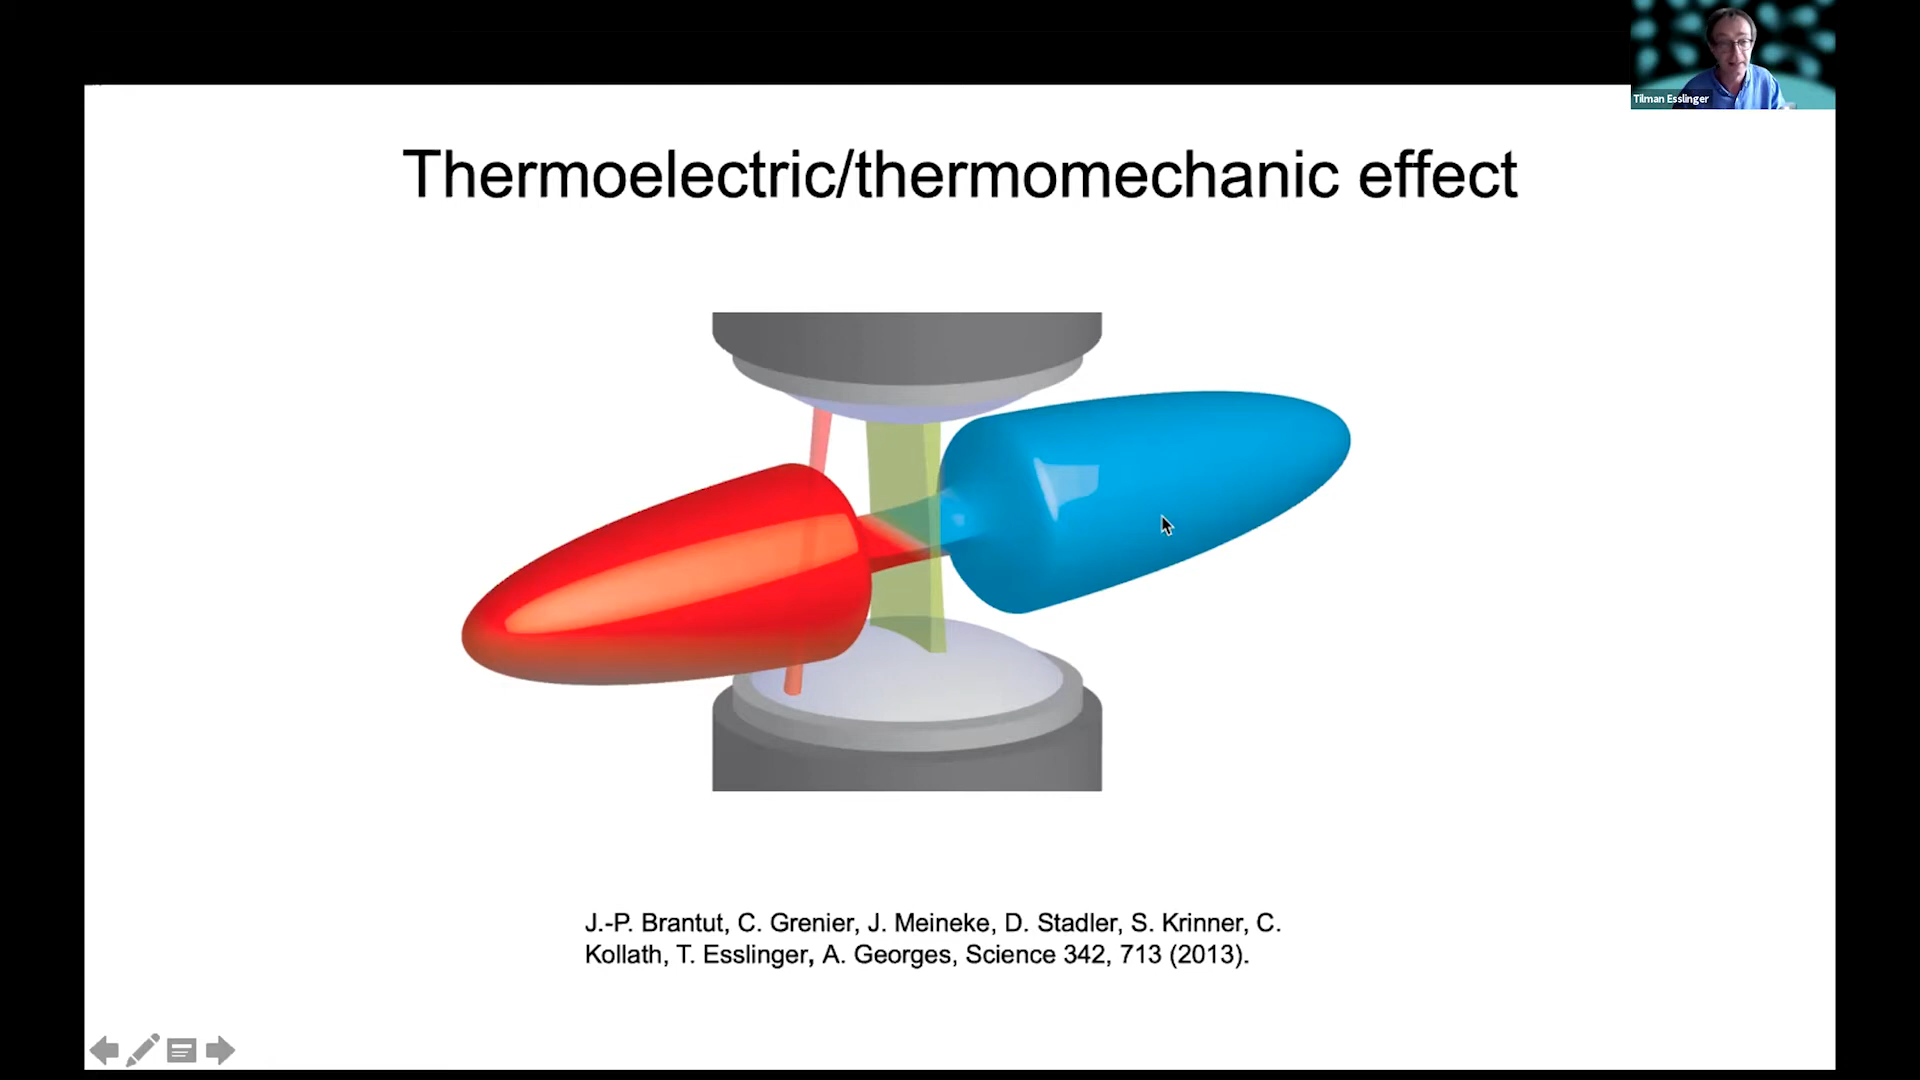 Tilman Esslinger
Thermoelectric/thermomechanic effect
J.-P. Brantut, C. Grenier, J. Meineke, D. Stadler, S. Krinner, C.
Kollath, T. Esslinger, A. Georges, Science 342, 713 (2013).